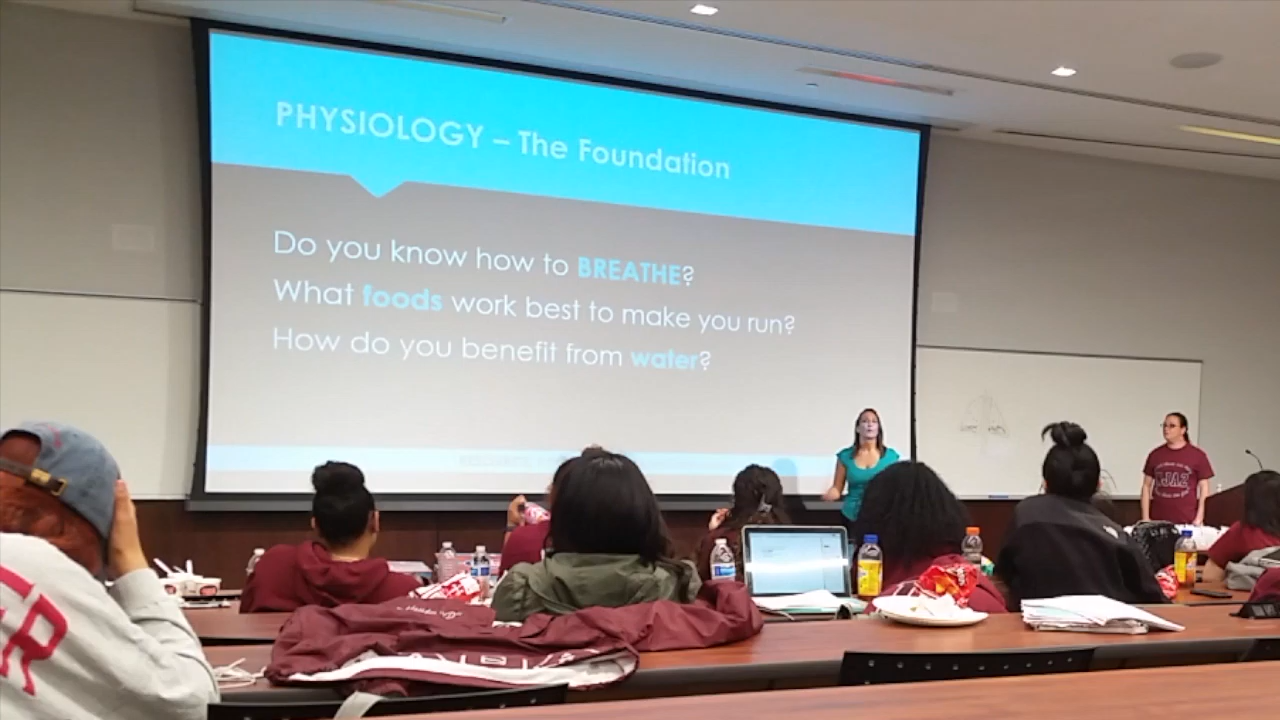 PHYSIOLOGY – The Foundation
Do you know how to BREATHE?
What foods work best to make you run?
How do you benefit from water?